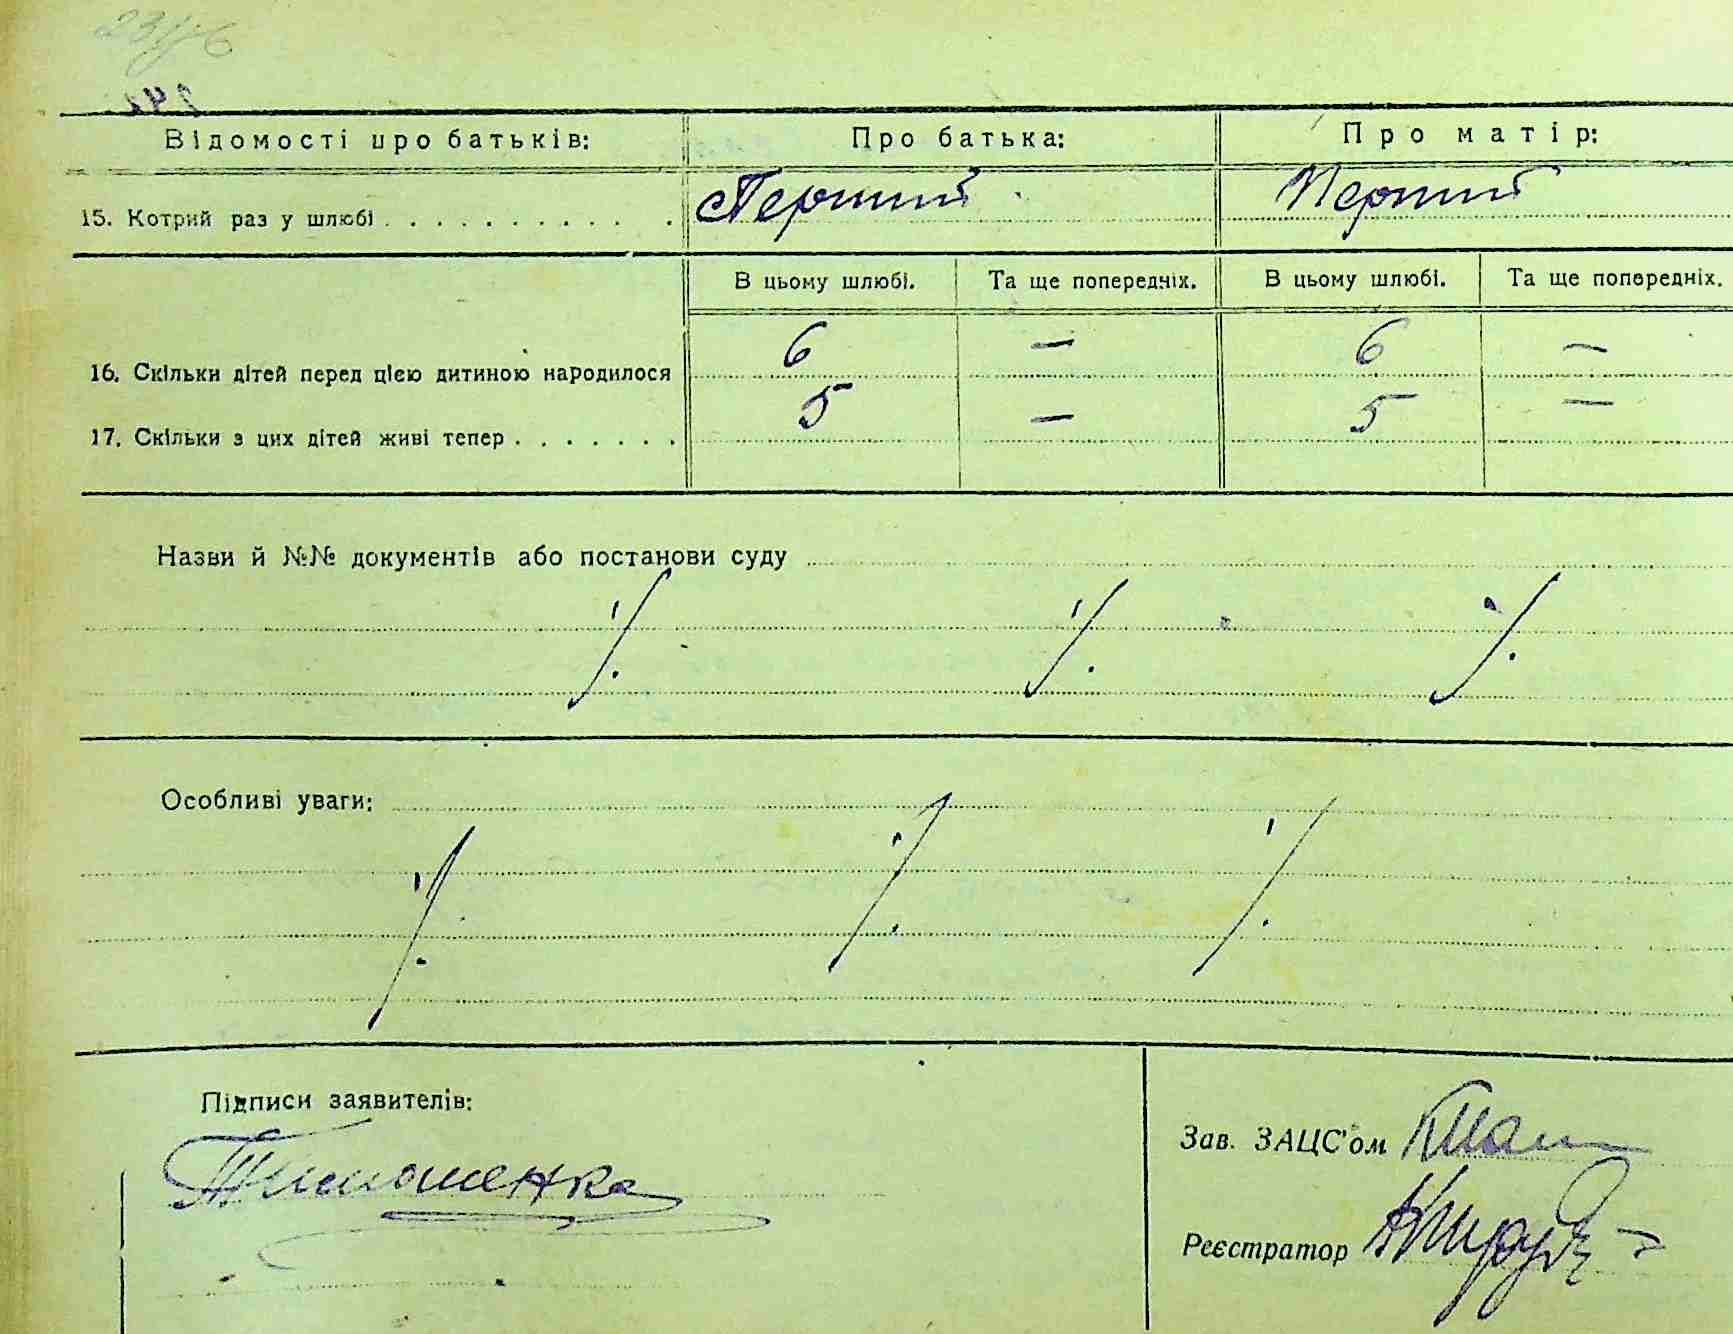 Відомості про батьків: Про батька: Про матір:
15. Котрий раз у шлюбі . . . . . . . . . . . Перший Перший
В цьому шлюбі. Та ще попередніх. В цьому шлюбі. Та ще попередніх.
16. Скільки дітей перед цією дитиною народилося 6 — 6 —
17. Скільки з цих дітей живі тепер . . . . . . . 5 — 5 —
Назви й №№ документів або постанови суду
Особливі уваги:
Підписи заявителів:
Тимошенко
Зав. ЗАЦС'ом
Реєстратор